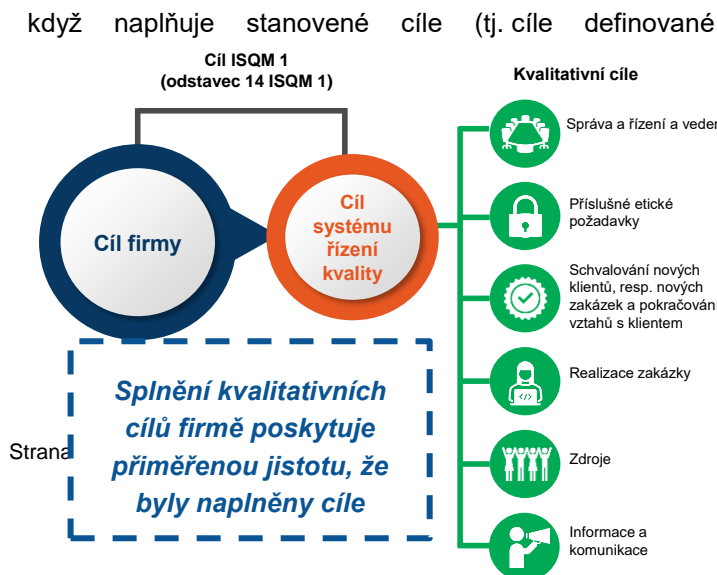 když naplňuje stanovené cíle (tj. cíle definované
Cíl ISQM 1
(odstavec 14 ISQM 1)
Kvalitativní cíle
Cíl firmy
Cíl
systému
řízení
kvality
Správa a řízení a veden
Příslušné etické
požadavky
Schvalování nových
klientů, resp. nových
zakázek a pokračování
vztahů s klientem
Realizace zakázky
Zdroje
Informace a
komunikace
Splnění kvalitativních
cílů firmě poskytuje
přiměřenou jistotu, že
byly naplněny cíle
Strana